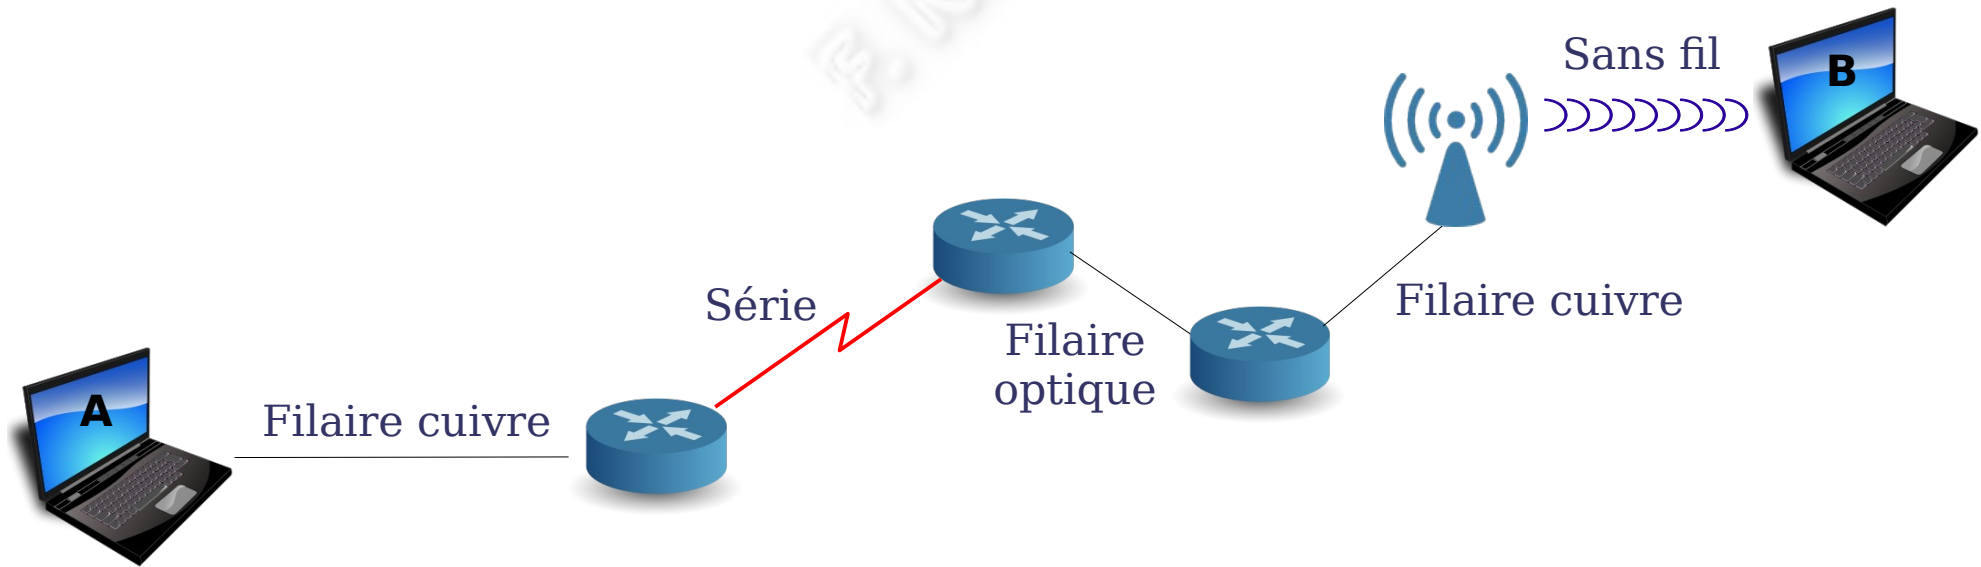 Sans fil
B
Série
Filaire cuivre
Filaire
optique
A
Filaire cuivre